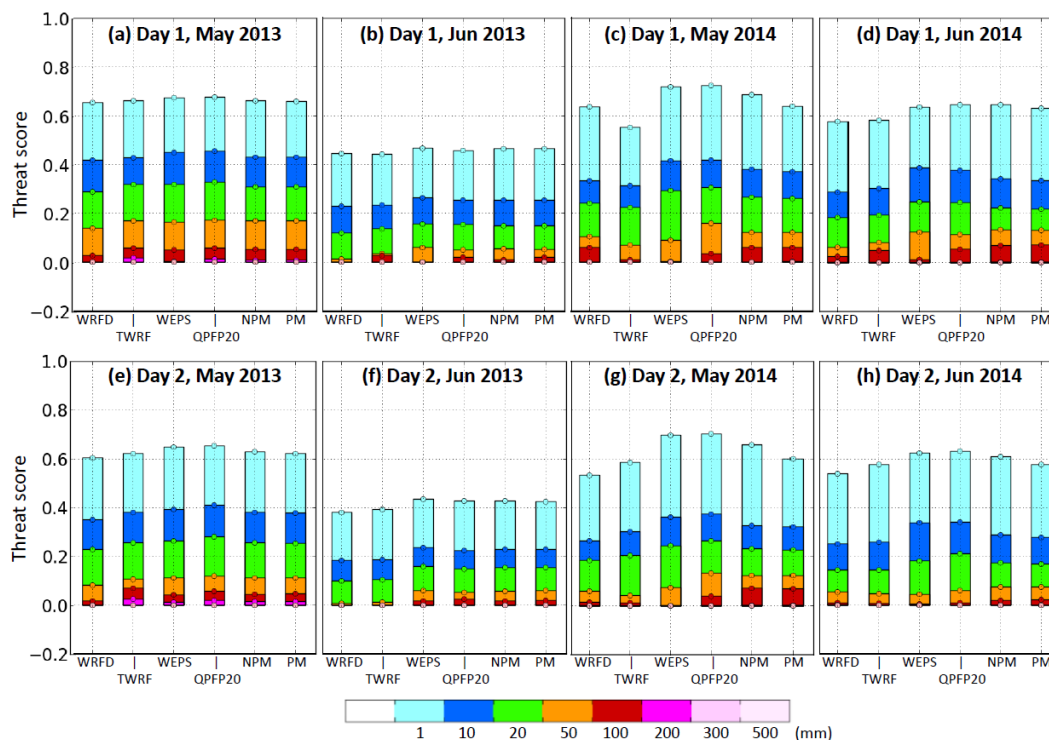 (a) Day 1, May 2013
(b) Day 1, Jun 2013
(c) Day 1, May 2014
(d) Day 1, Jun 2014
1.0
0.8
0.6
0.4
0.2
0.0
−0.2
Threat score
WRFD | WEPS | NPM PM WRFD | WEPS | NPM PM WRFD | WEPS | NPM PM WRFD | WEPS | NPM PM
TWRF QPFP20 TWRF QPFP20 TWRF QPFP20 TWRF QPFP20
(e) Day 2, May 2013
(f) Day 2, Jun 2013
(g) Day 2, May 2014
(h) Day 2, Jun 2014
1.0
0.8
0.6
0.4
0.2
0.0
−0.2
Threat score
WRFD | WEPS | NPM PM WRFD | WEPS | NPM PM WRFD | WEPS | NPM PM WRFD | WEPS | NPM PM
TWRF QPFP20 TWRF QPFP20 TWRF QPFP20 TWRF QPFP20
1 10 20 50 100 200 300 500 (mm)